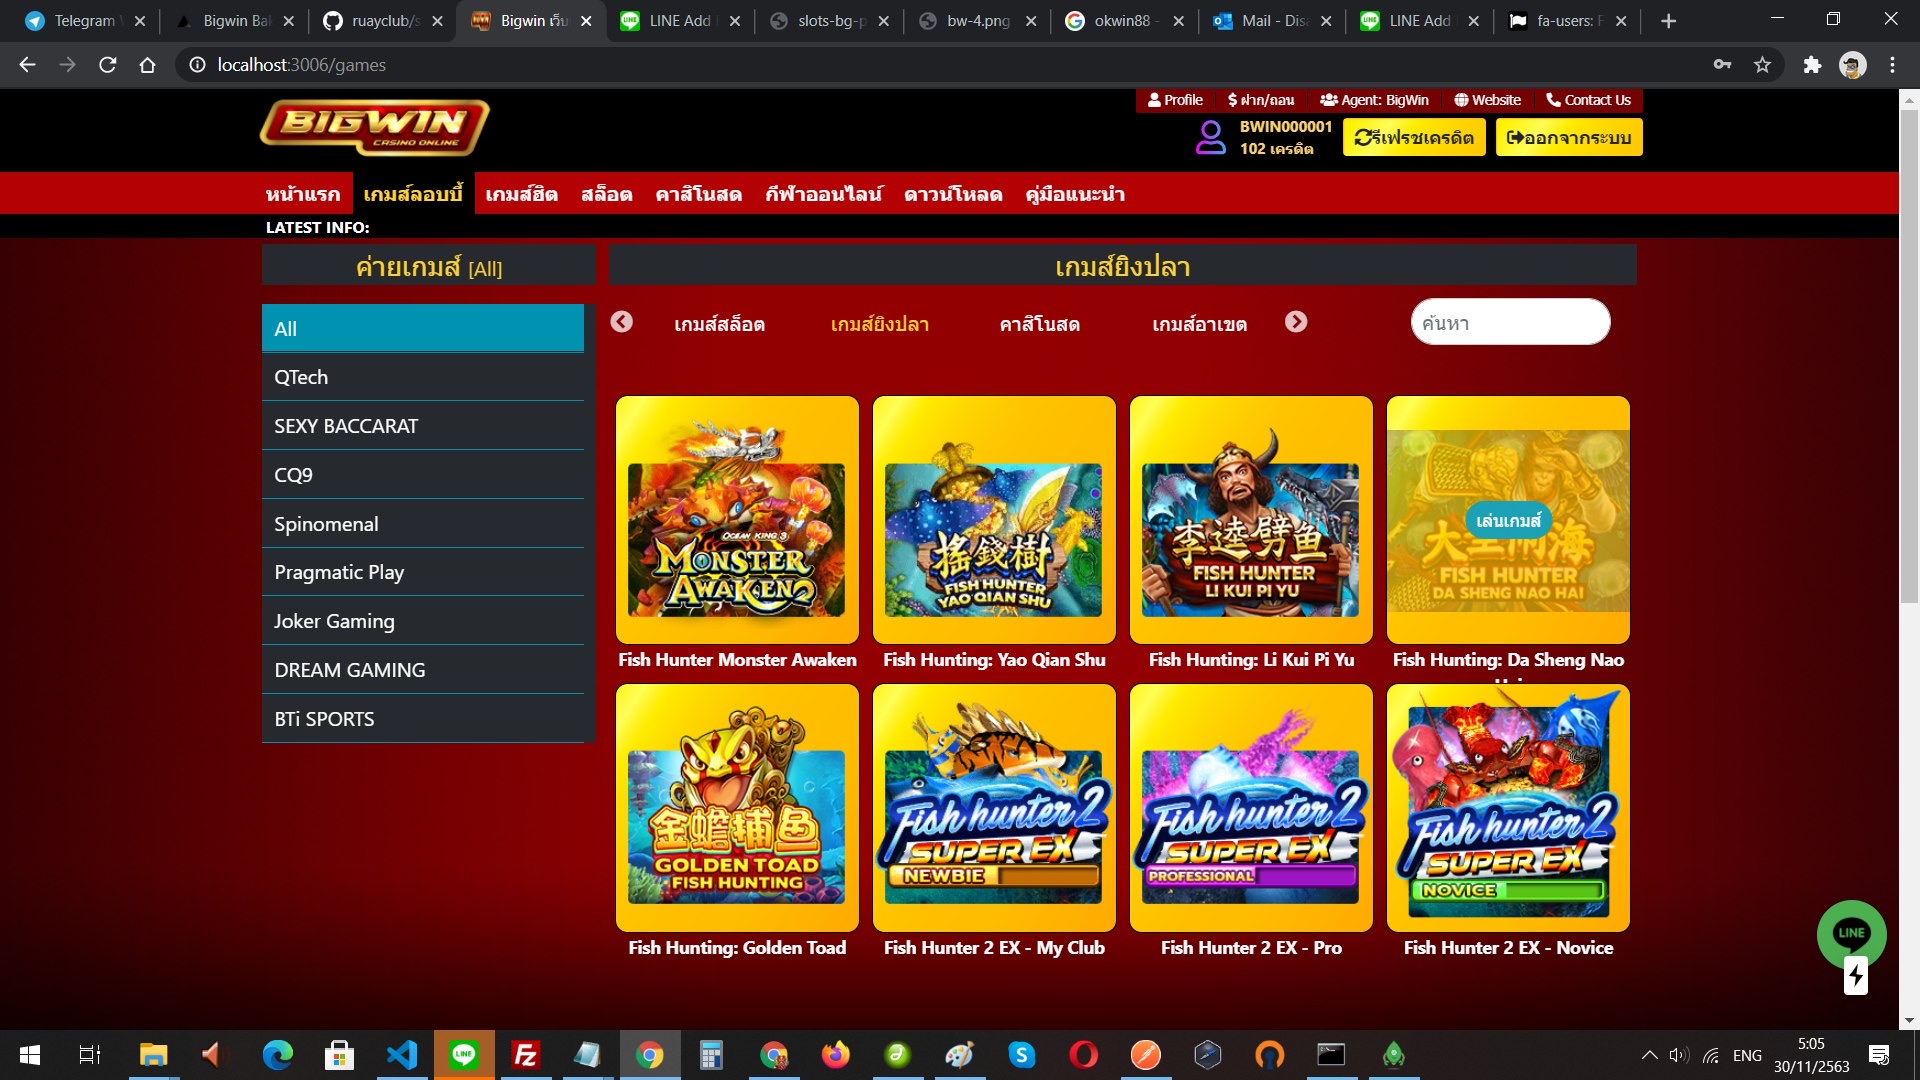 Telegram W
Bigwin Bak
ruayclub/s
Bigwin เว็บ
LINE Add
slots-bg-p
bw-4.png
okwin88 -
Mail - Disa
LINE Add
fa-users: F
localhost:3006/games
BIGWIN
CASINO ONLINE
Profile
$ ฝาก/ถอน
Agent: BigWin
Website
Contact Us
BWIN000001
102 เครดิต
รีเฟรชเครดิต
ออกจากระบบ
หน้าแรก
เกมส์ลอบบี้
เกมส์ฮิต
สล็อต
คาสิโนสด
กีฬาออนไลน์
ดาวน์โหลด
คู่มือแนะนำ
LATEST INFO:
ค่ายเกมส์ [All]
เกมส์ยิงปลา
All
QTech
SEXY BACCARAT
CQ9
Spinomenal
Pragmatic Play
Joker Gaming
DREAM GAMING
BTi SPORTS
เกมส์สล็อต
เกมส์ยิงปลา
คาสิโนสด
เกมส์อาเขต
ค้นหา
OCEAN KING 3
MONSTER
AWAKEN 2
Fish Hunter Monster Awaken
搖錢樹
FISH HUNTER
YAO QIAN SHU
Fish Hunting: Yao Qian Shu
李逵劈鱼
FISH HUNTER
LI KUI PI YU
Fish Hunting: Li Kui Pi Yu
เล่นเกมส์
大圣闹海
FISH HUNTER
DA SHENG NAO HAI
Fish Hunting: Da Sheng Nao
金蟾捕鱼
GOLDEN TOAD
FISH HUNTING
Fish Hunting: Golden Toad
Fish hunter 2
SUPER EX
NEWBIE
Fish Hunter 2 EX - My Club
Fish hunter 2
SUPER EX
PROFESSIONAL
Fish Hunter 2 EX - Pro
Fish hunter 2
SUPER EX
NOVICE
Fish Hunter 2 EX - Novice
LINE
LINE
Fz
ENG
5:05
30/11/2563